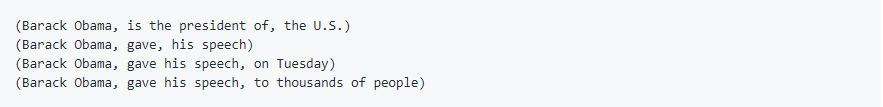 (Barack Obama, is the president of, the U.S.)
(Barack Obama, gave, his speech)
(Barack Obama, gave his speech, on Tuesday)
(Barack Obama, gave his speech, to thousands of people)